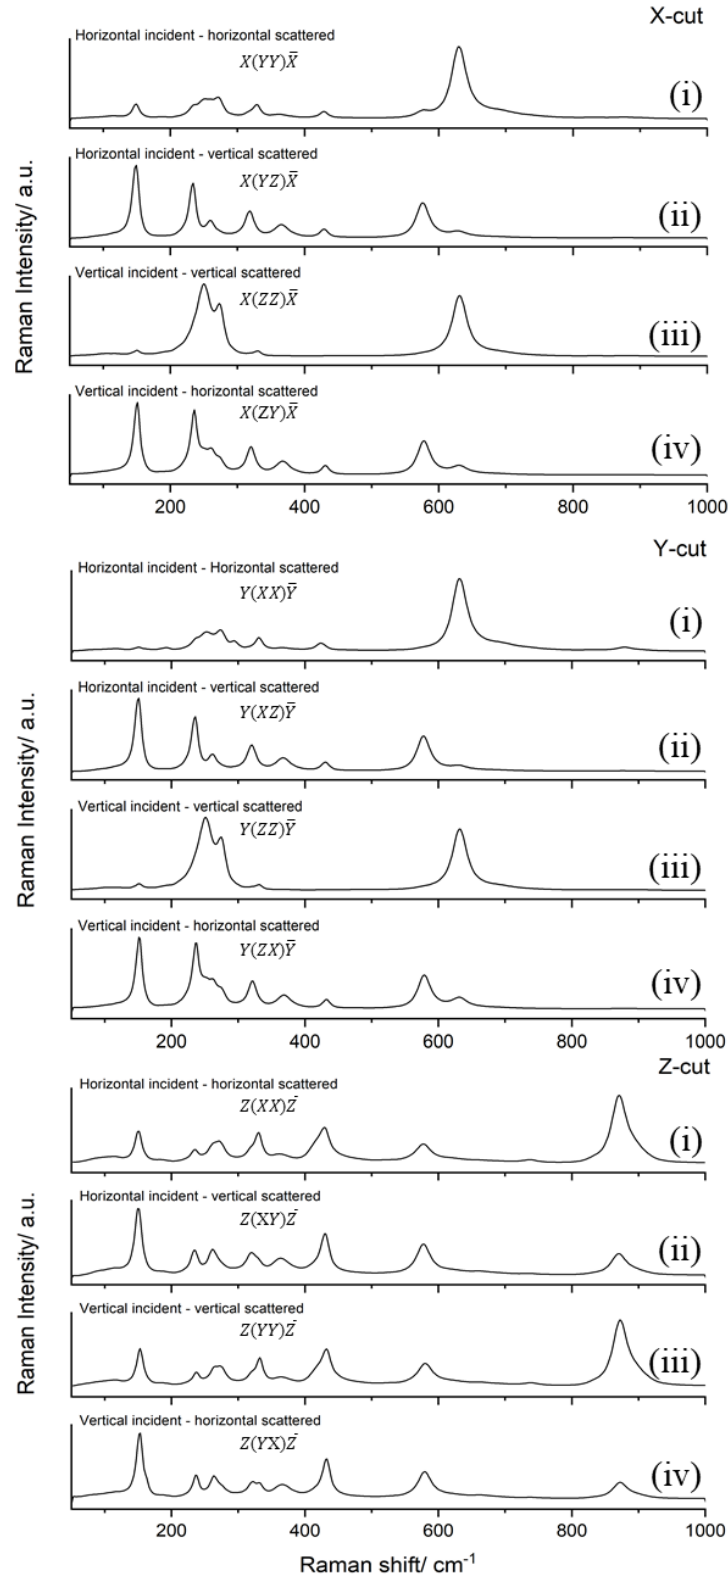 X-cut
Horizontal incident - horizontal scattered
X(YY)X̅
(i)
Horizontal incident - vertical scattered
X(YZ)X̅
(ii)
Vertical incident - vertical scattered
X(ZZ)X̅
(iii)
Vertical incident - horizontal scattered
X(ZY)X̅
(iv)
Raman Intensity/ a.u.
200 400 600 800 1000
Y-cut
Horizontal incident - Horizontal scattered
Y(XX)Y̅
(i)
Horizontal incident - vertical scattered
Y(XZ)Y̅
(ii)
Vertical incident - vertical scattered
Y(ZZ)Y̅
(iii)
Vertical incident - horizontal scattered
Y(ZX)Y̅
(iv)
Raman Intensity/ a.u.
200 400 600 800 1000
Z-cut
Horizontal incident - horizontal scattered
Z(XX)Z̄
(i)
Horizontal incident - vertical scattered
Z(XY)Z̄
(ii)
Vertical incident - vertical scattered
Z(YY)Z̄
(iii)
Vertical incident - horizontal scattered
Z(YX)Z̄
(iv)
Raman Intensity/ a.u.
200 400 600 800 1000
Raman shift/ cm⁻¹